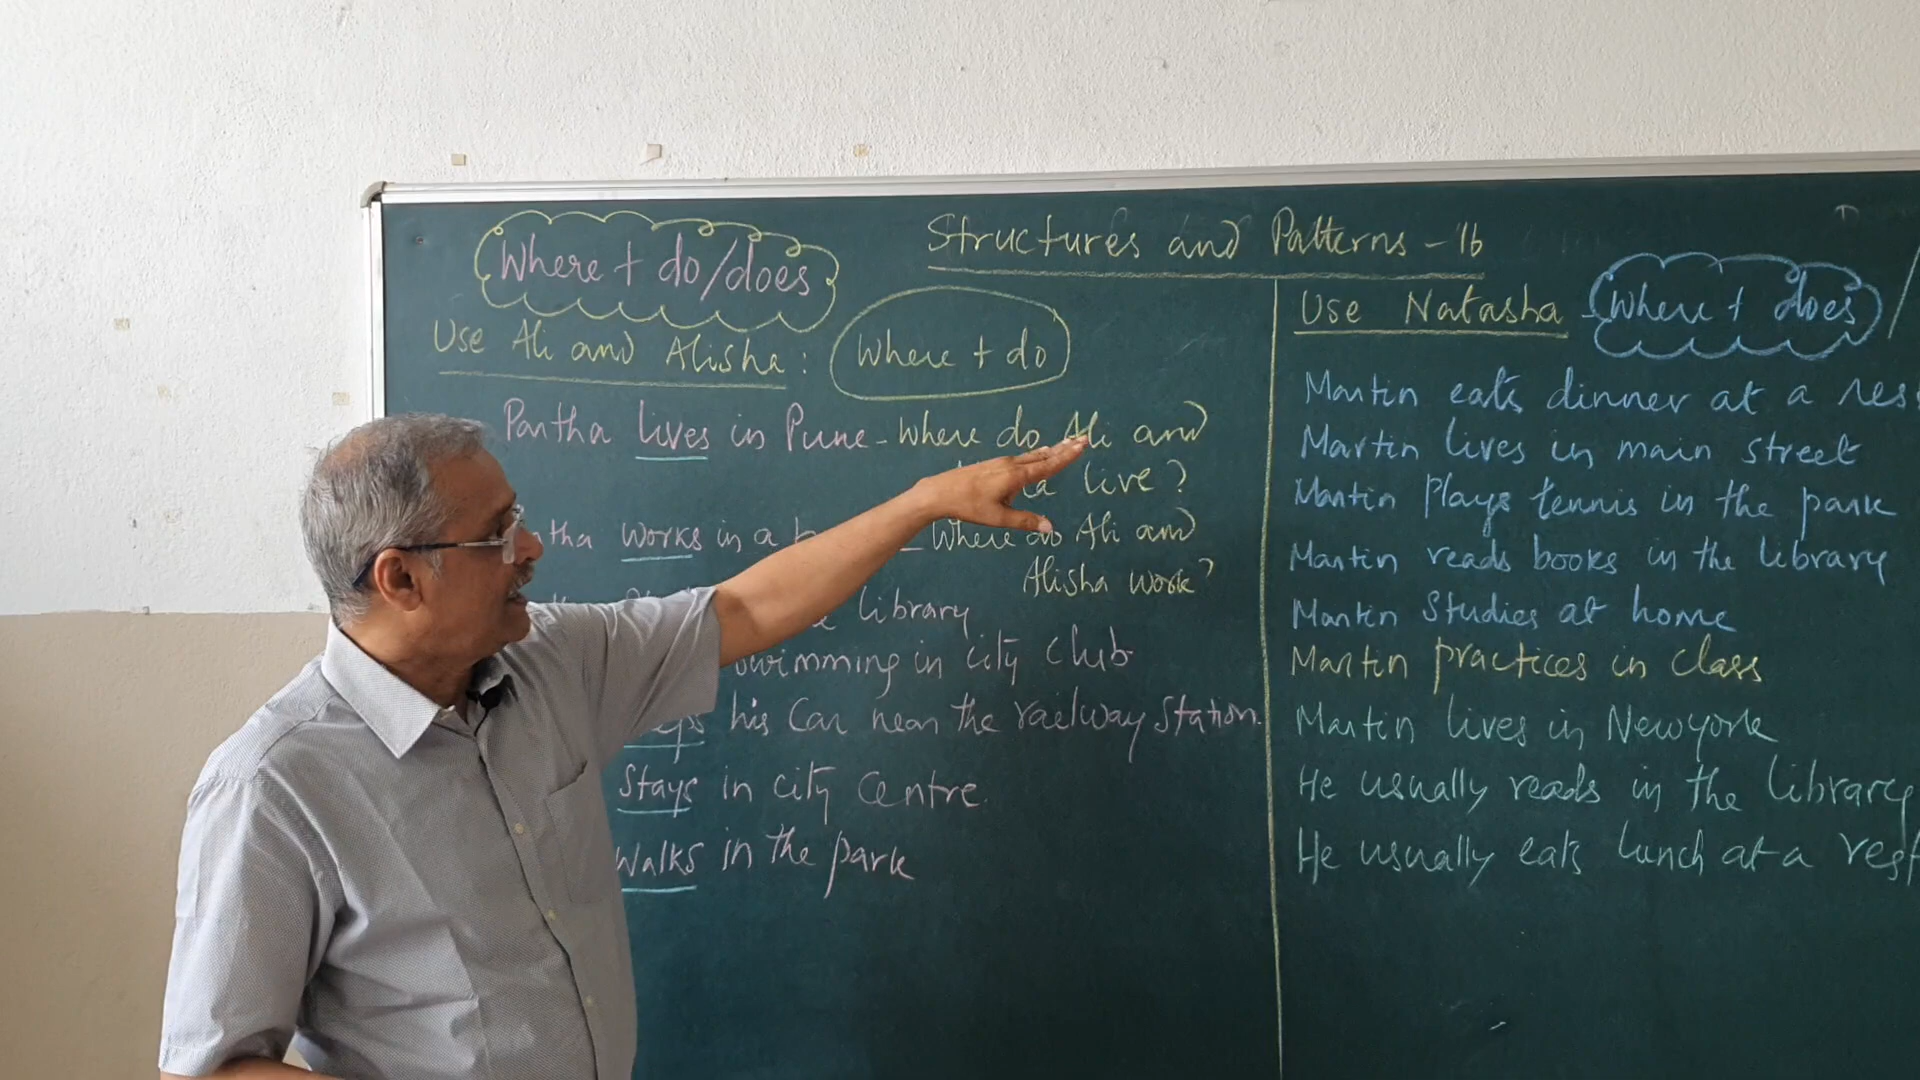 Structures and Patterns - 16
Where + do/does
Use Ali and Alisha: Where + do
Partha lives in Pune - Where do Ali and
live?
works in a - Where do Ali and
Alisha work?
library
swimming in city club
his Car near the railway station.
Stays in city Centre.
Walks in the park
Use Natasha - Where + does
Martin eats dinner at a
Martin lives in main street
Martin plays tennis in the park
Martin reads books in the library
Martin studies at home
Martin practices in class
Martin lives in Newyork
He usually reads in the library
He usually eats lunch at a